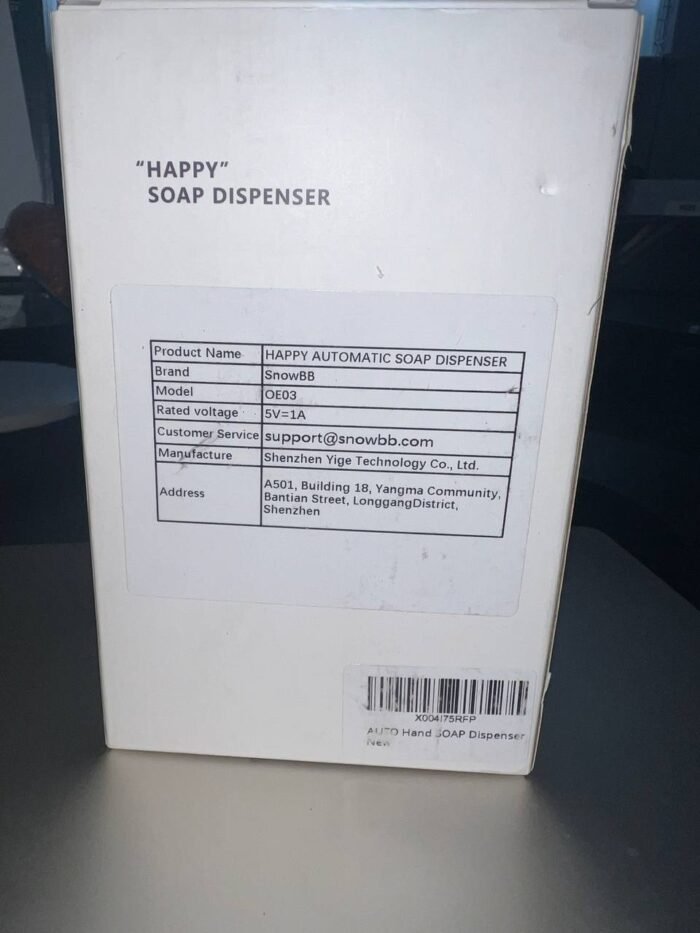 “HAPPY”
SOAP DISPENSER
Product Name HAPPY AUTOMATIC SOAP DISPENSER
Brand SnowBB
Model OE03
Rated voltage 5V=1A
Customer Service support@snowbb.com
Manufacture Shenzhen Yige Technology Co., Ltd.
Address A501, Building 18, Yangma Community,
Bantian Street, LonggangDistrict,
Shenzhen
X004I75RFP
AUTO Hand SOAP Dispenser
New